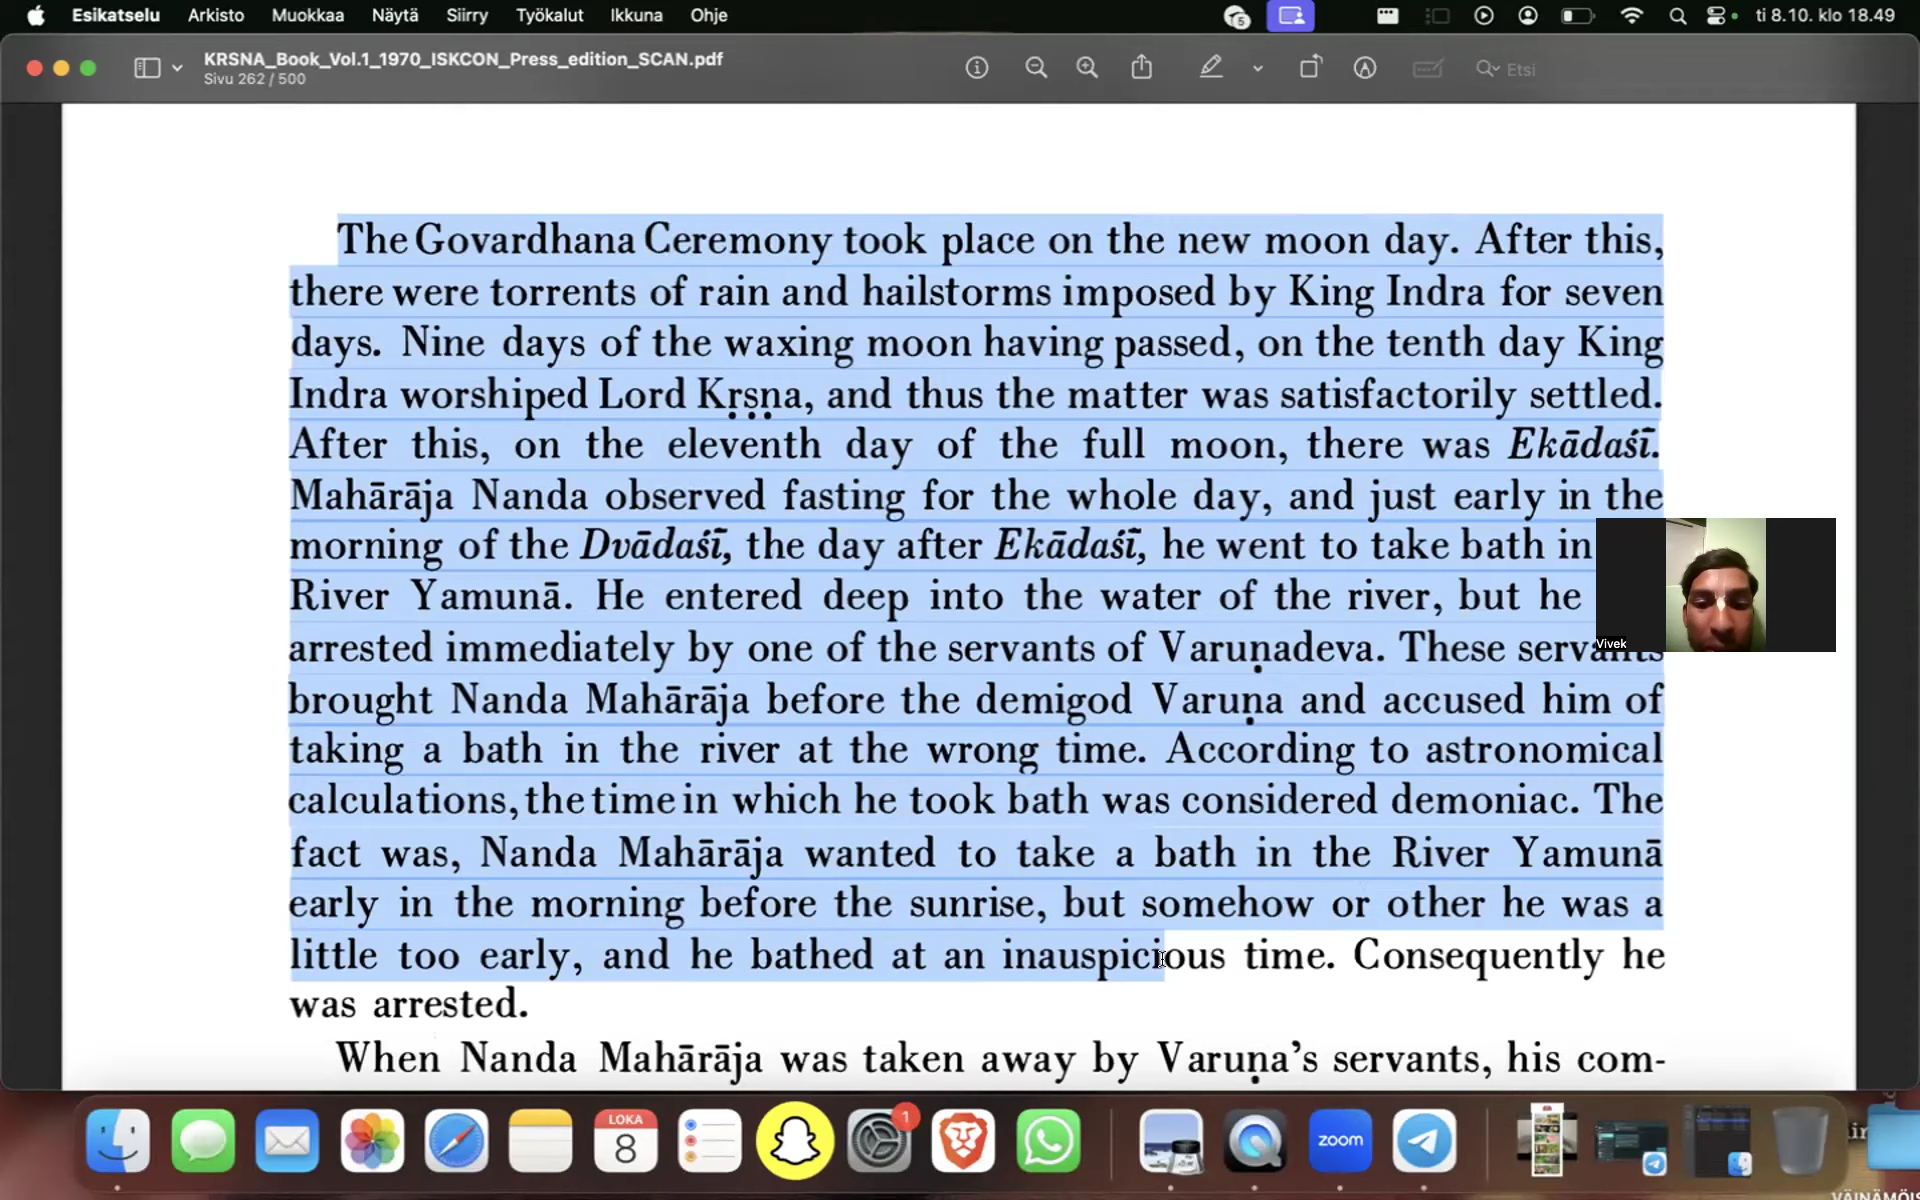 Esikatselu Arkisto Muokkaa Näytä Siirry Työkalut Ikkuna Ohje
5
ti 8.10. klo 18.49
KRSNA_Book_Vol.1_1970_ISKCON_Press_edition_SCAN.pdf
Sivu 262 / 500
Etsi
The Govardhana Ceremony took place on the new moon day. After this,
there were torrents of rain and hailstorms imposed by King Indra for seven
days. Nine days of the waxing moon having passed, on the tenth day King
Indra worshiped Lord Kṛṣṇa, and thus the matter was satisfactorily settled.
After this, on the eleventh day of the full moon, there was Ekādaśī.
Mahārāja Nanda observed fasting for the whole day, and just early in the
morning of the Dvādaśī, the day after Ekādaśī, he went to take bath in
River Yamunā. He entered deep into the water of the river, but he
arrested immediately by one of the servants of Varuṇadeva. These servants
brought Nanda Mahārāja before the demigod Varuṇa and accused him of
taking a bath in the river at the wrong time. According to astronomical
calculations, the time in which he took bath was considered demoniac. The
fact was, Nanda Mahārāja wanted to take a bath in the River Yamunā
early in the morning before the sunrise, but somehow or other he was a
little too early, and he bathed at an inauspicious time. Consequently he
was arrested.
When Nanda Mahārāja was taken away by Varuṇa's servants, his com-
Vivek
LOKA
8
1
zoom